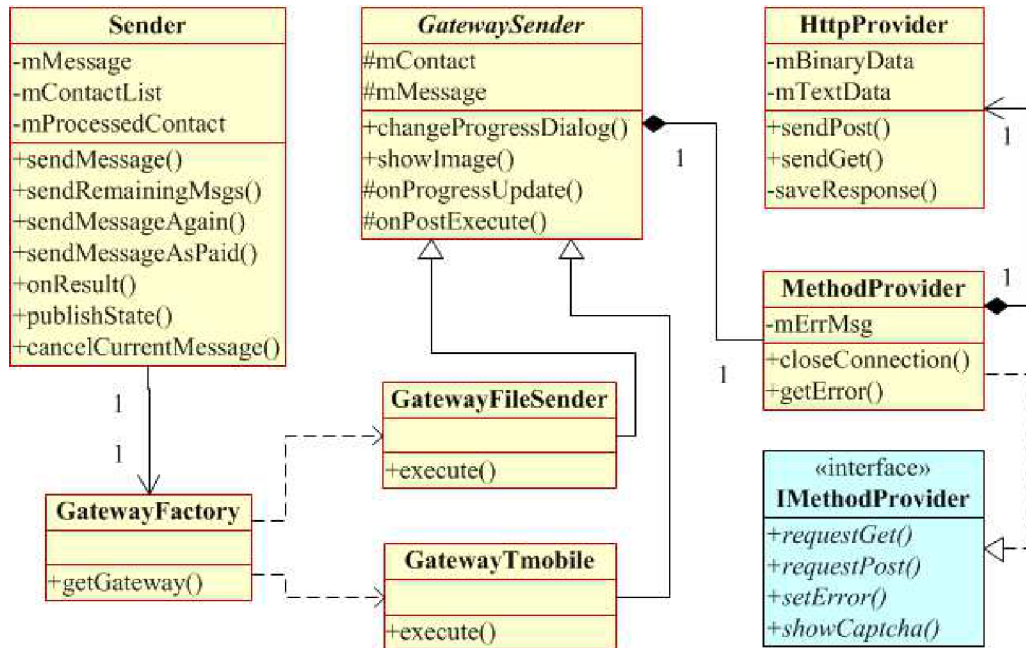 Sender
-mMessage
-mContactList
-mProcessedContact
+sendMessage()
+sendRemainingMsgs()
+sendMessageAgain()
+sendMessageAsPaid()
+onResult()
+publishState()
+cancelCurrentMessage()
1
1
GatewayFactory
+getGateway()
GatewaySender
#mContact
#mMessage
+changeProgressDialog()
+showImage()
#onProgressUpdate()
#onPostExecute()
1
1
GatewayFileSender
+execute()
GatewayTmobile
+execute()
HttpProvider
-mBinaryData
-mTextData
+sendPost()
+sendGet()
-saveResponse()
1
1
MethodProvider
-mErrMsg
+closeConnection()
+getError()
«interface»
IMethodProvider
+requestGet()
+requestPost()
+setError()
+showCaptcha()